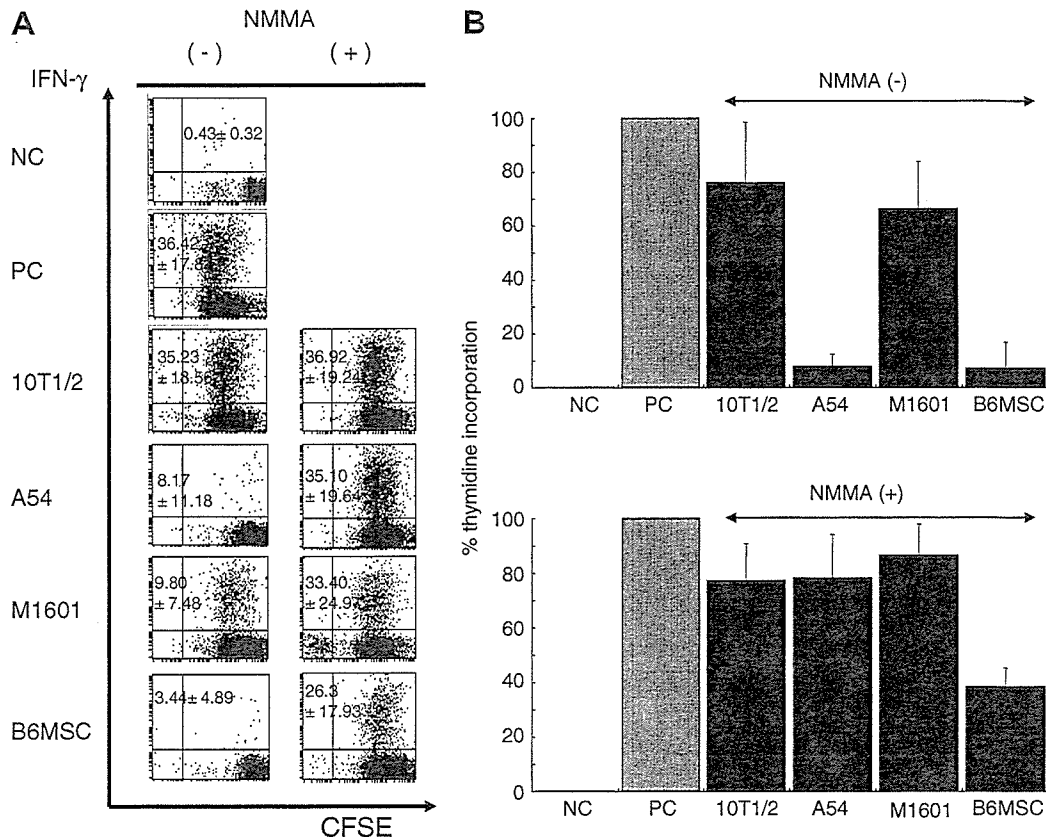 A
NMMA
( - ) ( + )
IFN-γ
NC
0.43± 0.32
PC
36.42
± 17.8
10T1/2
35.23
± 18.5
36.92
± 19.24
A54
8.17
± 11.18
35.10
± 19.64
M1601
9.80
± 7.48
33.40
± 24.9
B6MSC
3.44± 4.89
26.3
± 17.93
CFSE
B
% thymidine incorporation
NMMA (-)
100
80
60
40
20
0
NC PC 10T1/2 A54 M1601 B6MSC
NMMA (+)
100
80
60
40
20
0
NC PC 10T1/2 A54 M1601 B6MSC